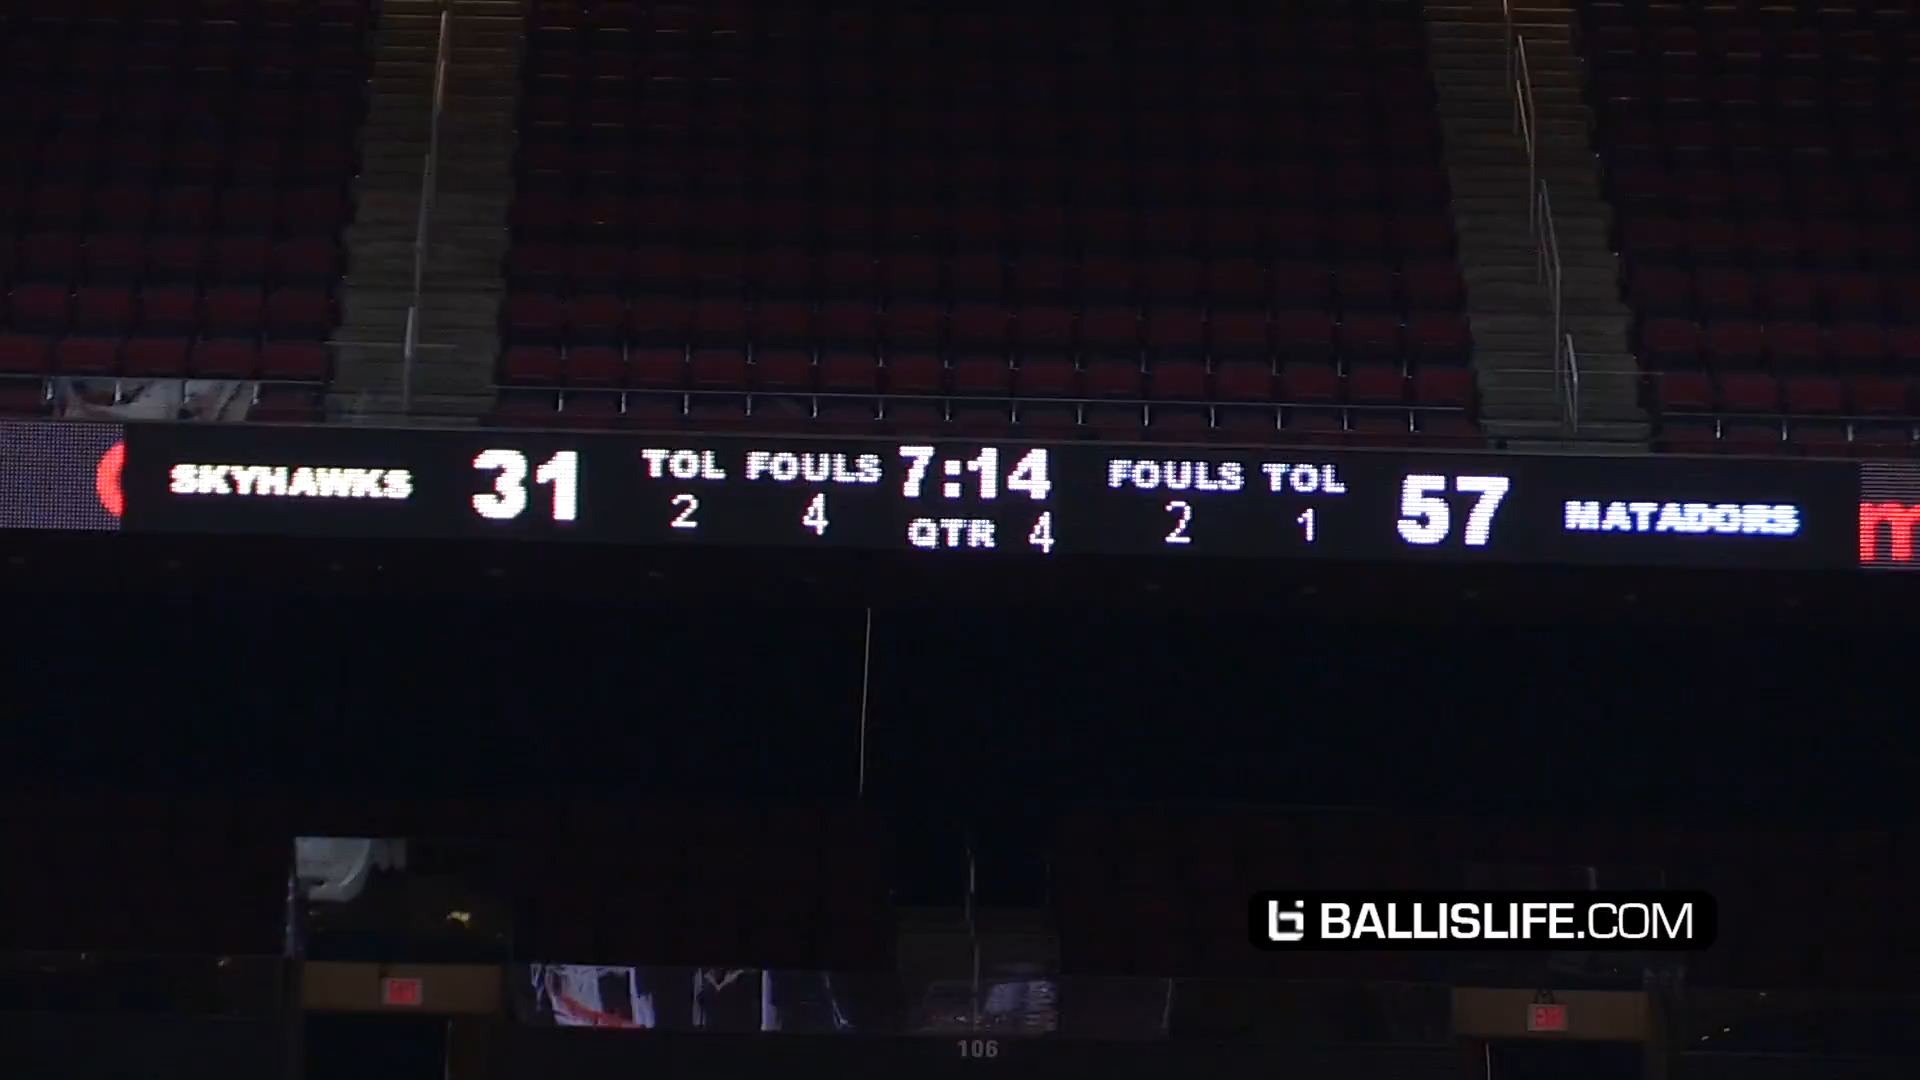 SKYHAWKS 31 TOL FOULS 7:14 FOULS TOL 57 MATADORS m
2 4 QTR 4 2 1
BALLISLIFE.COM
106